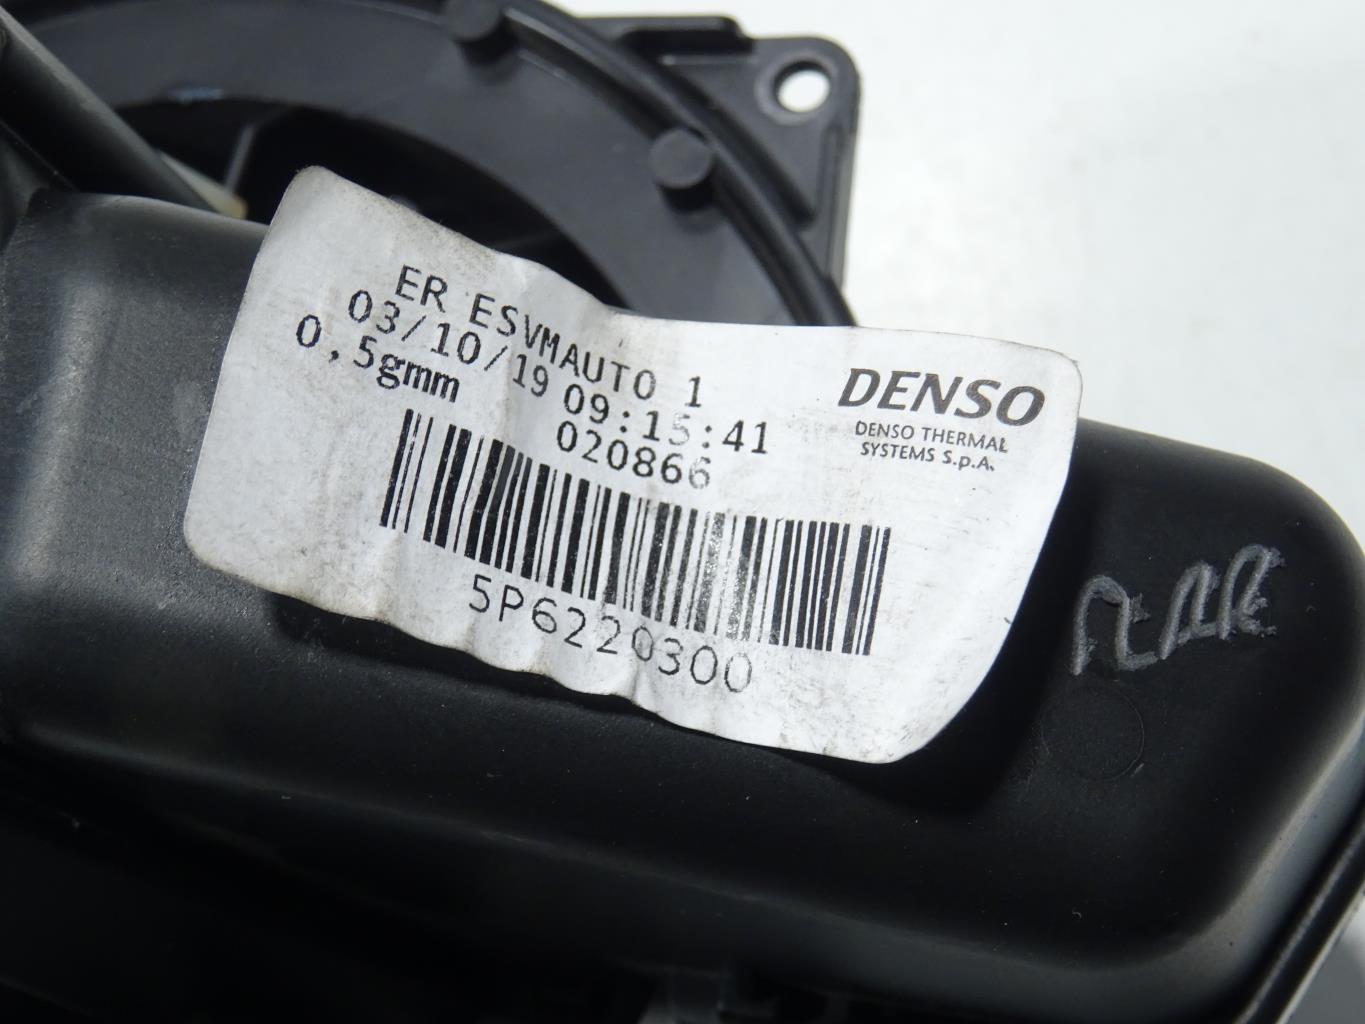 ER ESVMAUTO 1
03/10/19 09:15:41
0,5gmm 020866
DENSO
DENSO THERMAL
SYSTEMS S.p.A.
5P6220300